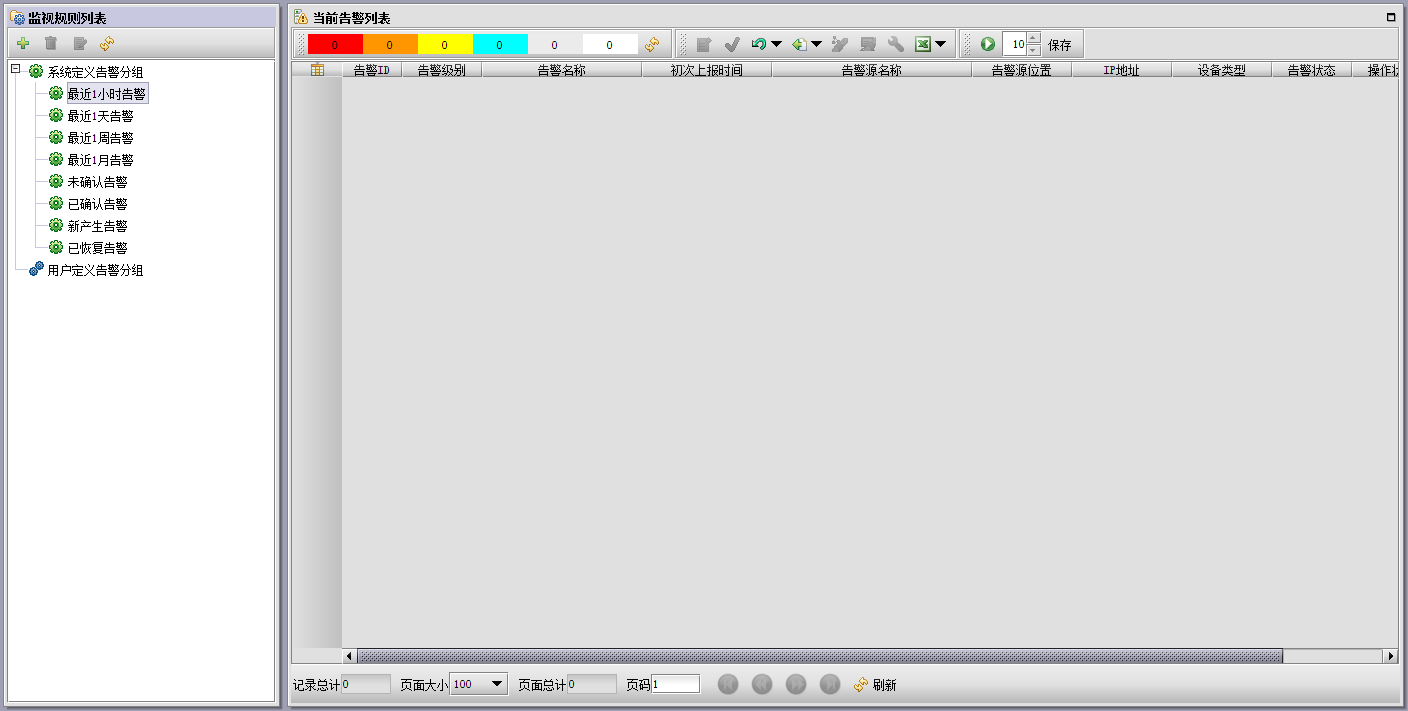 监视规则列表
系统定义告警分组
最近1小时告警
最近1天告警
最近1周告警
最近1月告警
未确认告警
已确认告警
新产生告警
已恢复告警
用户定义告警分组
当前告警列表
0 0 0 0 0 0 10 保存
告警ID 告警级别 告警名称 初次上报时间 告警源名称 告警源位置 IP地址 设备类型 告警状态 操作
记录总计 0 页面大小 100 页面总计 0 页码 1 刷新